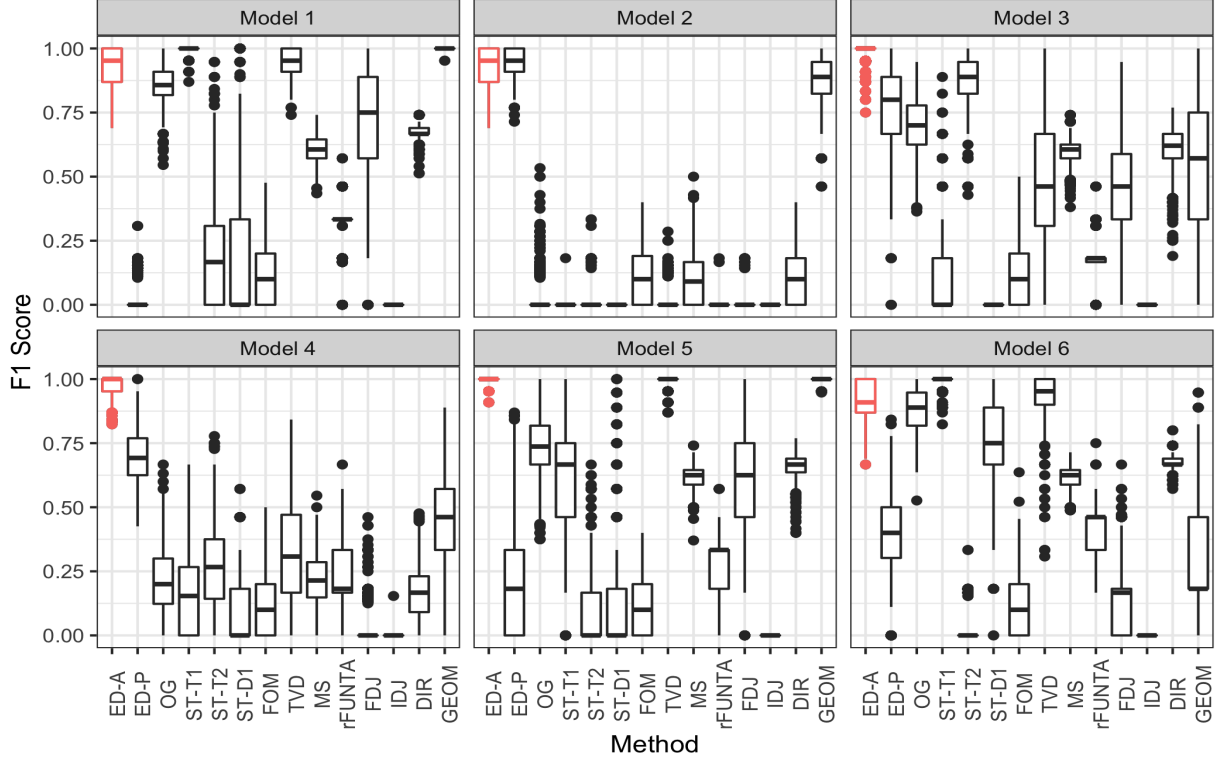 Model 1 Model 2 Model 3
1.00
0.75
0.50
0.25
0.00
Model 4 Model 5 Model 6
1.00
0.75
0.50
0.25
0.00
F1 Score
ED-A ED-P OG ST-T1 ST-T2 ST-D1 FOM TVD MS rFUNTA FDJ IDJ DIR GEOM
ED-A ED-P OG ST-T1 ST-T2 ST-D1 FOM TVD MS rFUNTA FDJ IDJ DIR GEOM
ED-A ED-P OG ST-T1 ST-T2 ST-D1 FOM TVD MS rFUNTA FDJ IDJ DIR GEOM
Method